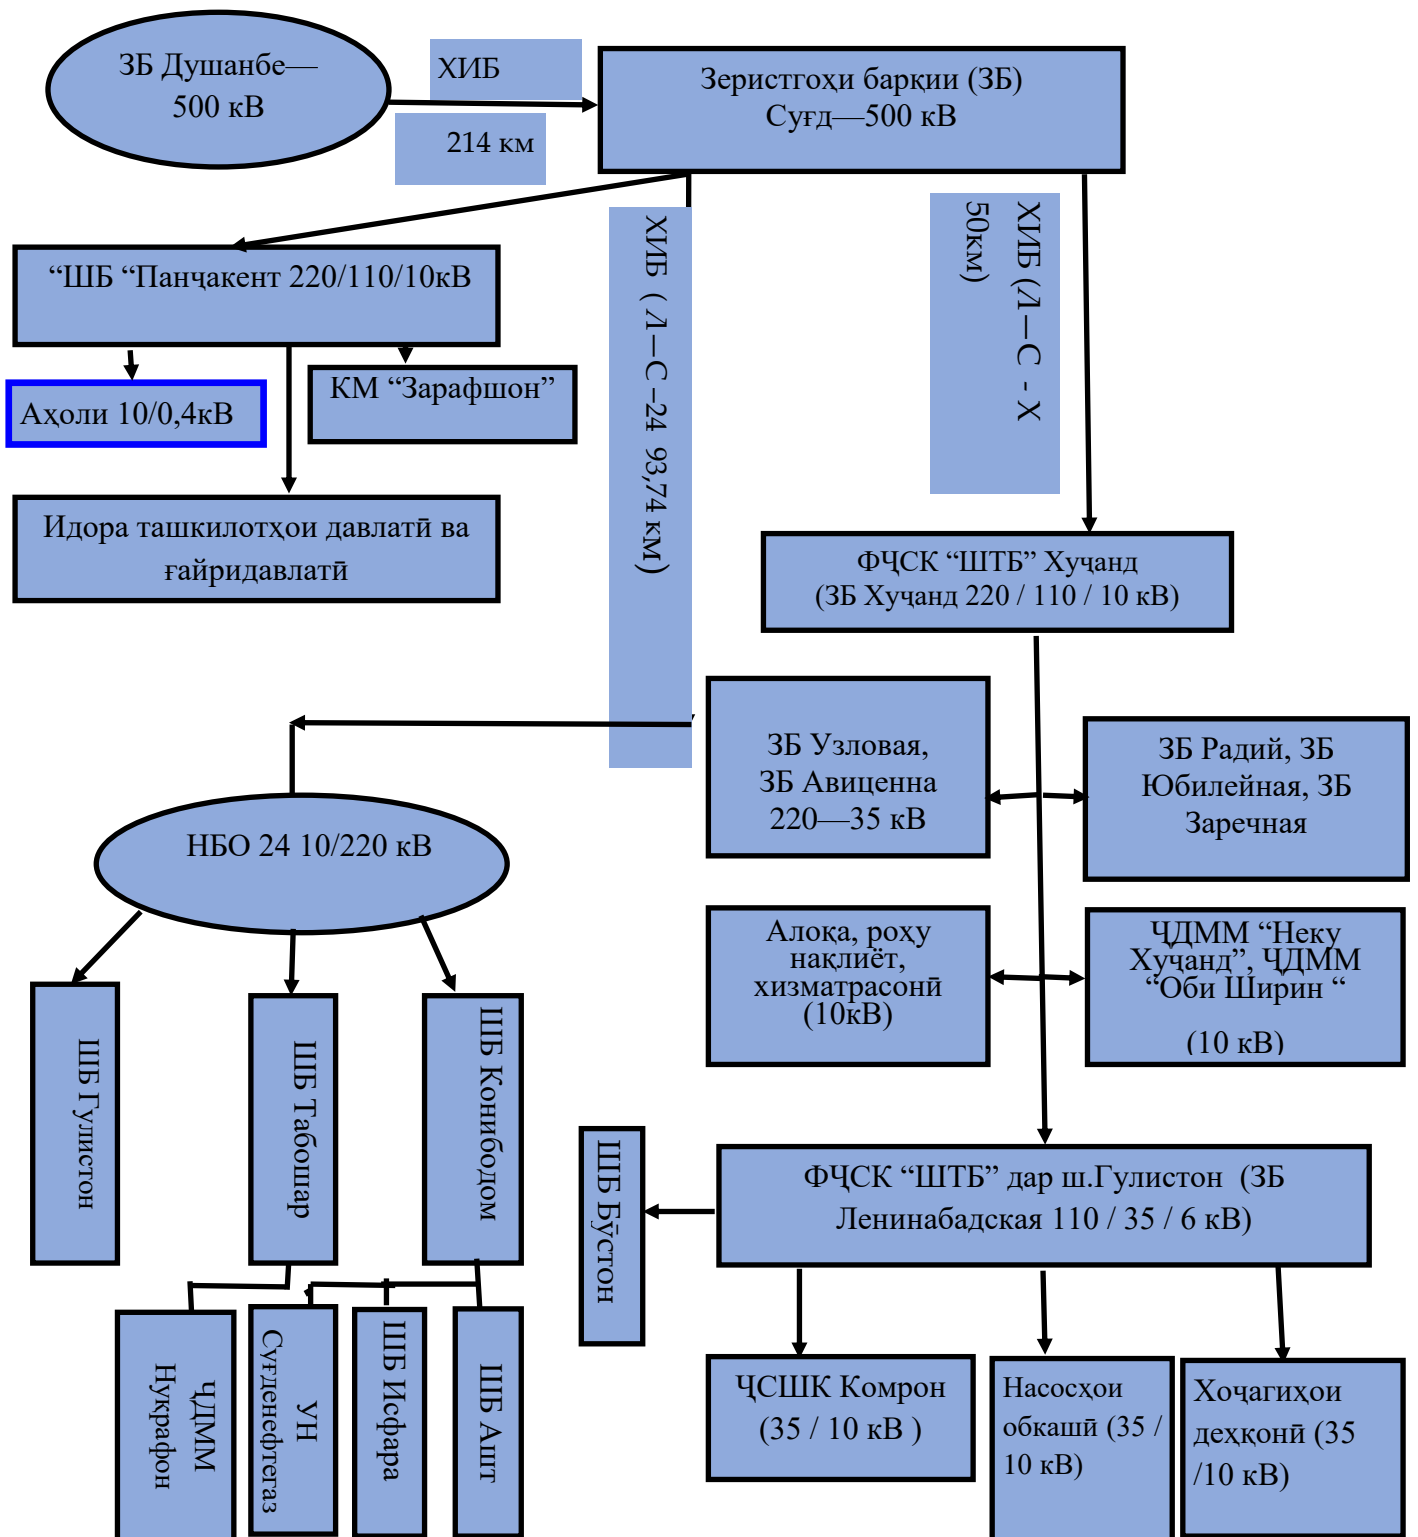 ЗБ Душанбе—
500 кВ
ХИБ
214 км
Зеристгоҳи барқии (ЗБ)
Суғд—500 кВ
“ШБ “Панҷакент 220/110/10кВ
Аҳоли 10/0,4кВ
КМ “Зарафшон”
Идора ташкилотҳои давлатӣ ва
ғайридавлатӣ
ХИБ ( Л—С –24 93,74 км)
ХИБ (Л—С - Х
50км)
ФҶСК “ШТБ” Хуҷанд
(ЗБ Хуҷанд 220 / 110 / 10 кВ)
ЗБ Узловая,
ЗБ Авиценна
220—35 кВ
ЗБ Радий, ЗБ
Юбилейная, ЗБ
Заречная
НБО 24 10/220 кВ
Алоқа, роҳу
нақлиёт,
хизматрасонӣ
(10кВ)
ҶДММ “Неку
Хуҷанд”, ҶДММ
“Оби Ширин “
(10 кВ)
ШБ Гулистон
ШБ Табошар
ШБ Конибодом
ШБ Бӯстон
ФҶСК “ШТБ” дар ш.Гулистон (ЗБ
Ленинабадская 110 / 35 / 6 кВ)
ҶДММ
Нукрафон
УН
Суғденефтегаз
ШБ Исфара
ШБ Ашт
ҶСШК Комрон
(35 / 10 кВ )
Насосҳои
обкашӣ (35 /
10 кВ)
Хоҷагиҳои
деҳқонӣ (35
/10 кВ)